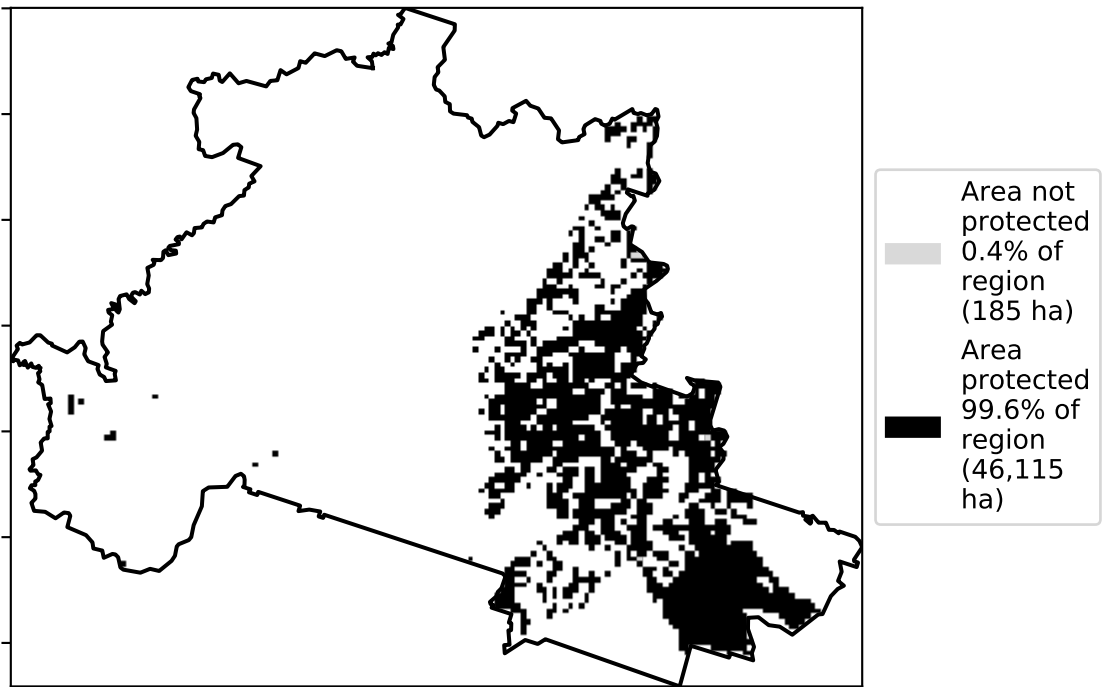 Area not
protected
0.4% of
region
(185 ha)
Area
protected
99.6% of
region
(46,115
ha)